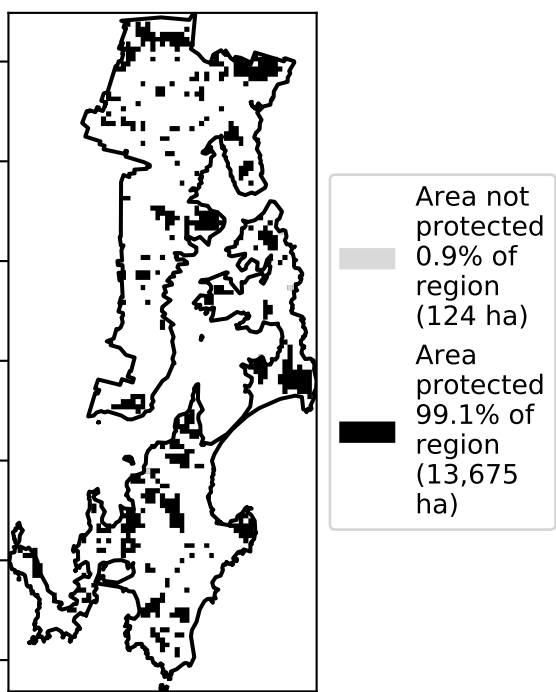 Area not
protected
0.9% of
region
(124 ha)
Area
protected
99.1% of
region
(13,675
ha)